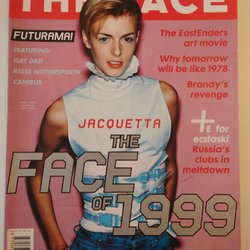 THE FACE
FUTURAMA!
FEATURING:
GAY DAD
REESE WITHERSPOON
CANIBUS
The EastEnders
art movie
Why tomorrow
will be like 1978
Brandy's
revenge
+E for
ecstaski
Russia's
clubs in
meltdown
JACQUETTA
THE
FACE
OF 1999